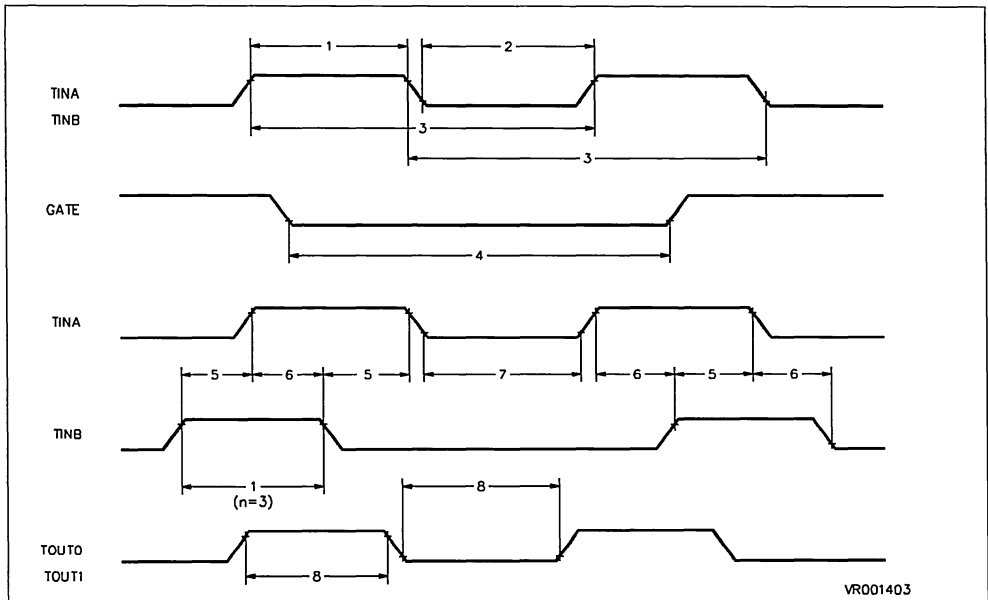 1 2
TINA
TINB
3
3
GATE
4
TINA
5 6 5 7 6 5 6
TINB
1 8
(n=3)
TOUT0
TOUT1
8
VR001403